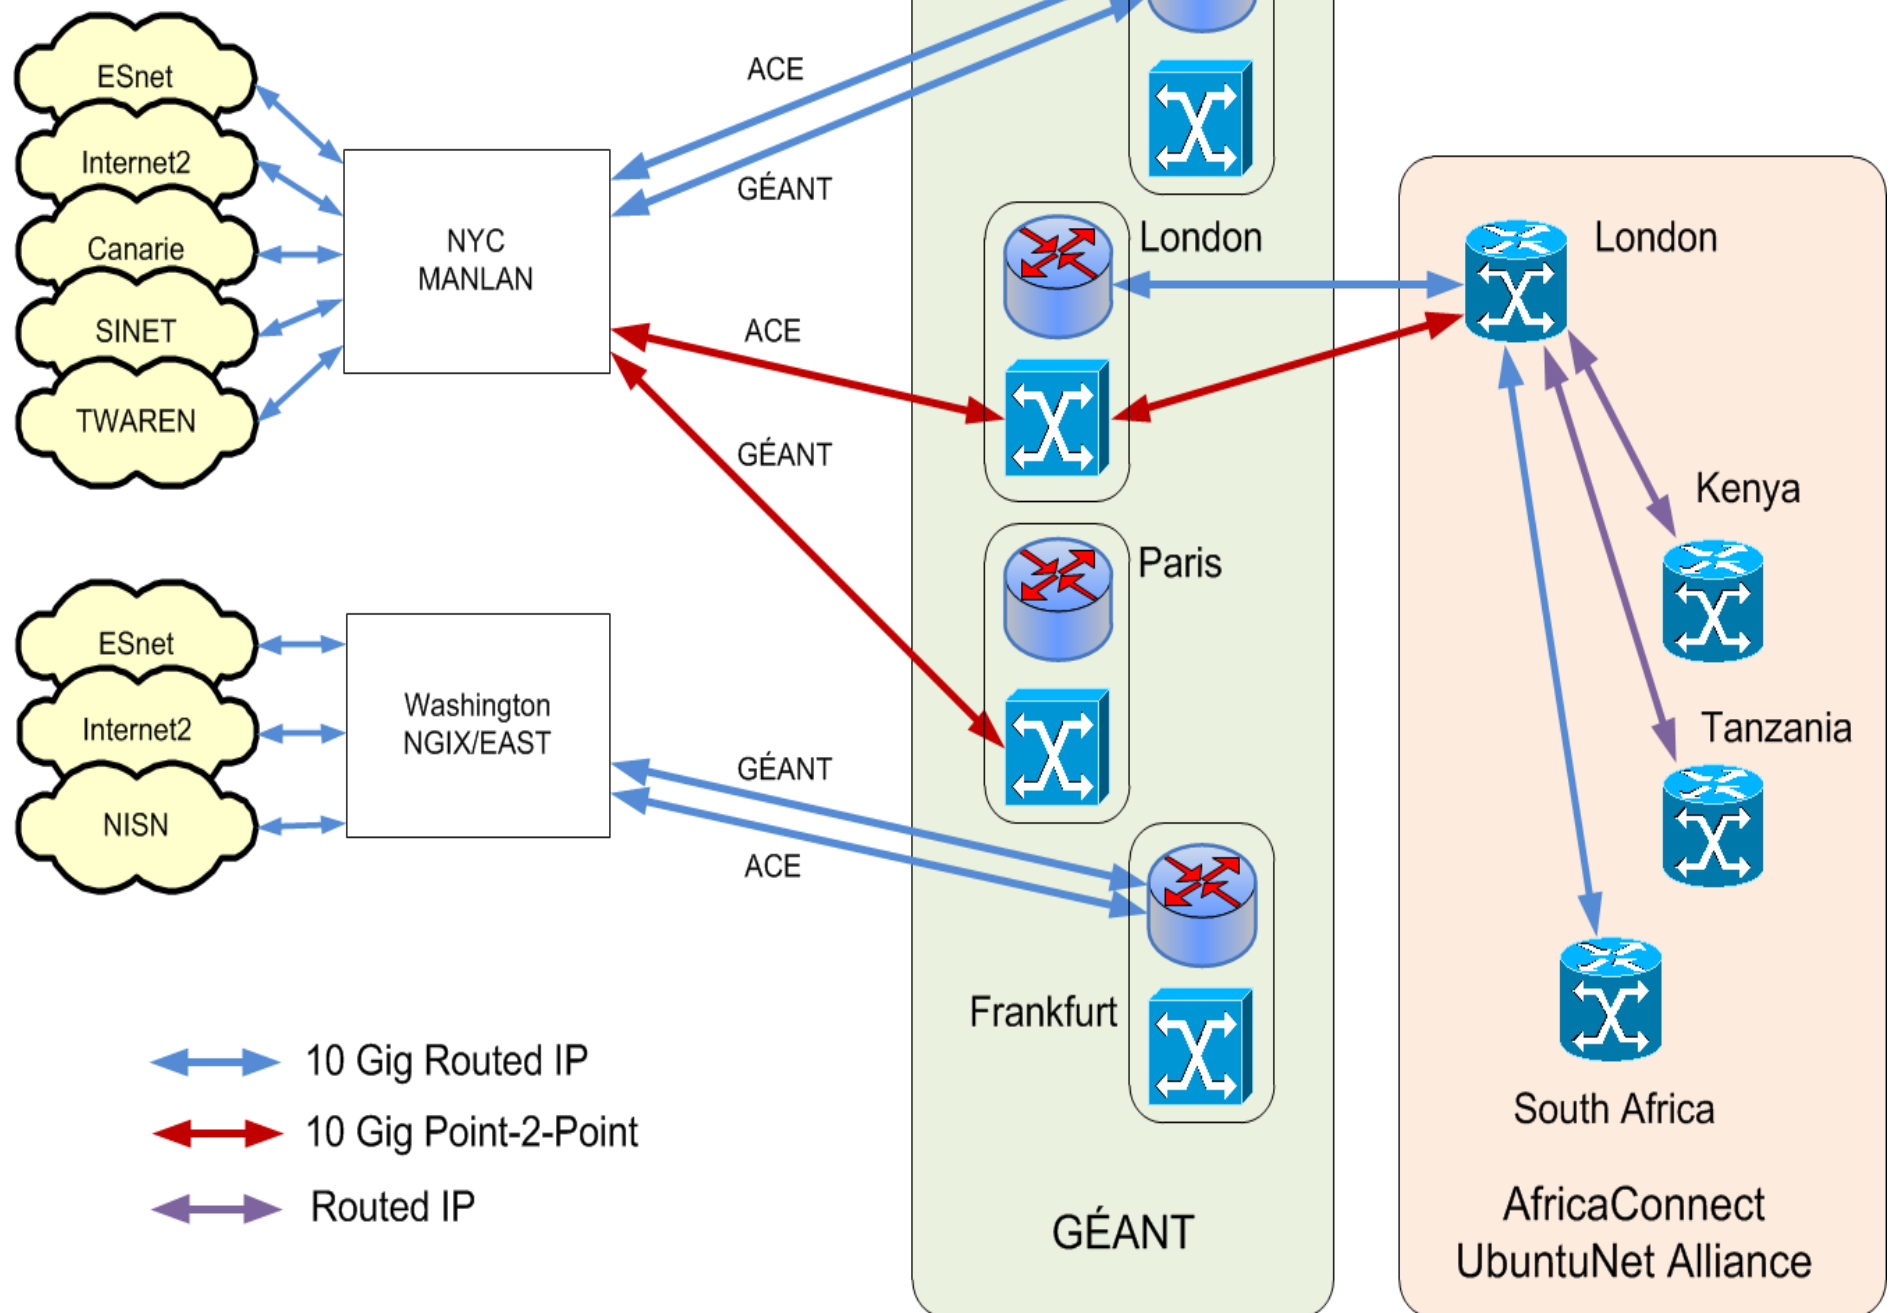 ESnet
Internet2
Canarie
SINET
TWAREN
NYC
MANLAN
ACE
GÉANT
ACE
GÉANT
London
London
Paris
Kenya
Tanzania
South Africa
ESnet
Internet2
NISN
Washington
NGIX/EAST
GÉANT
ACE
Frankfurt
10 Gig Routed IP
10 Gig Point-2-Point
Routed IP
GÉANT
AfricaConnect
UbuntuNet Alliance